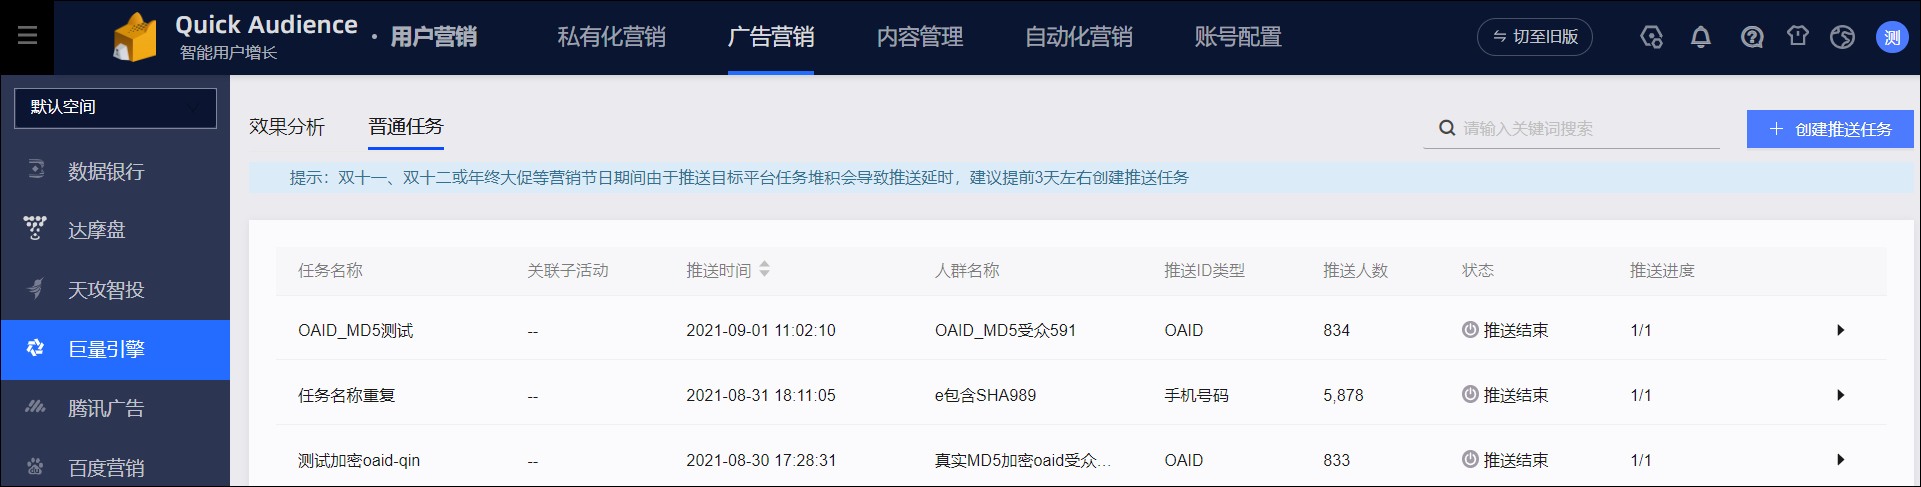 Quick Audience
智能用户增长
· 用户营销
私有化营销
广告营销
内容管理
自动化营销
账号配置
切至旧版
测
默认空间
数据银行
达摩盘
天攻智投
巨量引擎
腾讯广告
百度营销
效果分析
普通任务
请输入关键词搜索
+ 创建推送任务
提示：双十一、双十二或年终大促等营销节日期间由于推送目标平台任务堆积会导致推送延时，建议提前3天左右创建推送任务
任务名称 关联子活动 推送时间 人群名称 推送ID类型 推送人数 状态 推送进度
OAID_MD5测试 -- 2021-09-01 11:02:10 OAID_MD5受众591 OAID 834 推送结束 1/1
任务名称重复 -- 2021-08-31 18:11:05 e包含SHA989 手机号码 5,878 推送结束 1/1
测试加密oaid-qin -- 2021-08-30 17:28:31 真实MD5加密oaid受众... OAID 833 推送结束 1/1